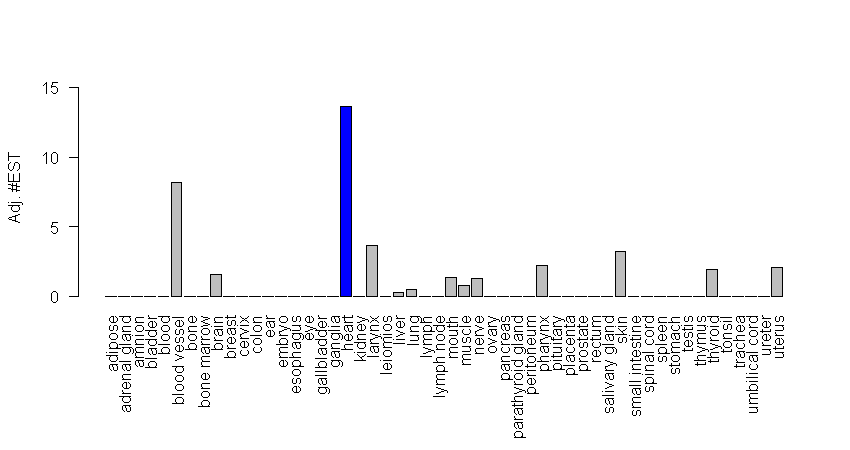 15
10
5
0
Adj. #EST
adipose
adrenal gland
amnion
bladder
blood
blood vessel
bone
bone marrow
brain
breast
cervix
colon
ear
embryo
esophagus
eye
gallbladder
ganglia
heart
kidney
larynx
leiomios
liver
lung
lymph
lymph node
mouth
muscle
nerve
ovary
pancreas
parathyroid gland
peritoneum
pharynx
pituitary
placenta
prostate
rectum
salivary gland
skin
small intestine
spinal cord
spleen
stomach
testis
thymus
thyroid
tonsil
trachea
umbilical cord
ureter
uterus